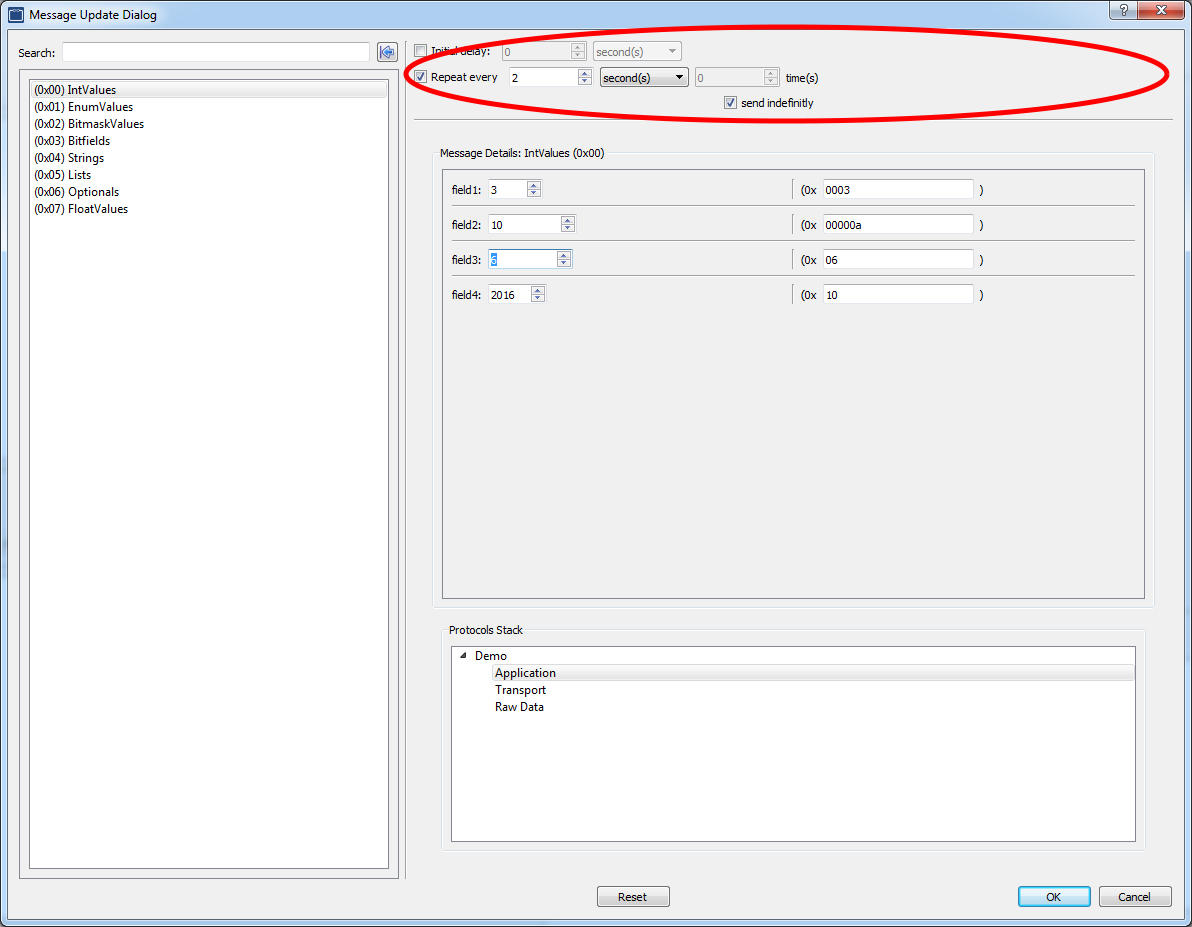 Message Update Dialog
?
Search:
Initial delay: 0 second(s)
Repeat every 2 second(s) 0 time(s)
send indefinitly
(0x00) IntValues
(0x01) EnumValues
(0x02) BitmaskValues
(0x03) Bitfields
(0x04) Strings
(0x05) Lists
(0x06) Optionals
(0x07) FloatValues
Message Details: IntValues (0x00)
field1: 3 (0x 0003 )
field2: 10 (0x 00000a )
field3: 6 (0x 06 )
field4: 2016 (0x 10 )
Protocols Stack
Demo
Application
Transport
Raw Data
Reset
OK
Cancel